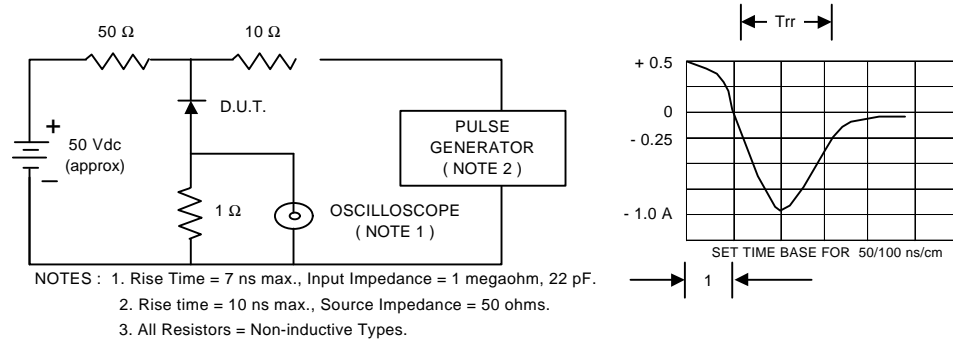 50 Ω
10 Ω
D.U.T.
+
50 Vdc
(approx)
−
1 Ω
OSCILLOSCOPE
( NOTE 1 )
PULSE
GENERATOR
( NOTE 2 )
Trr
+ 0.5
0
- 0.25
- 1.0 A
SET TIME BASE FOR 50/100 ns/cm
1
NOTES : 1. Rise Time = 7 ns max., Input Impedance = 1 megaohm, 22 pF.
2. Rise time = 10 ns max., Source Impedance = 50 ohms.
3. All Resistors = Non-inductive Types.